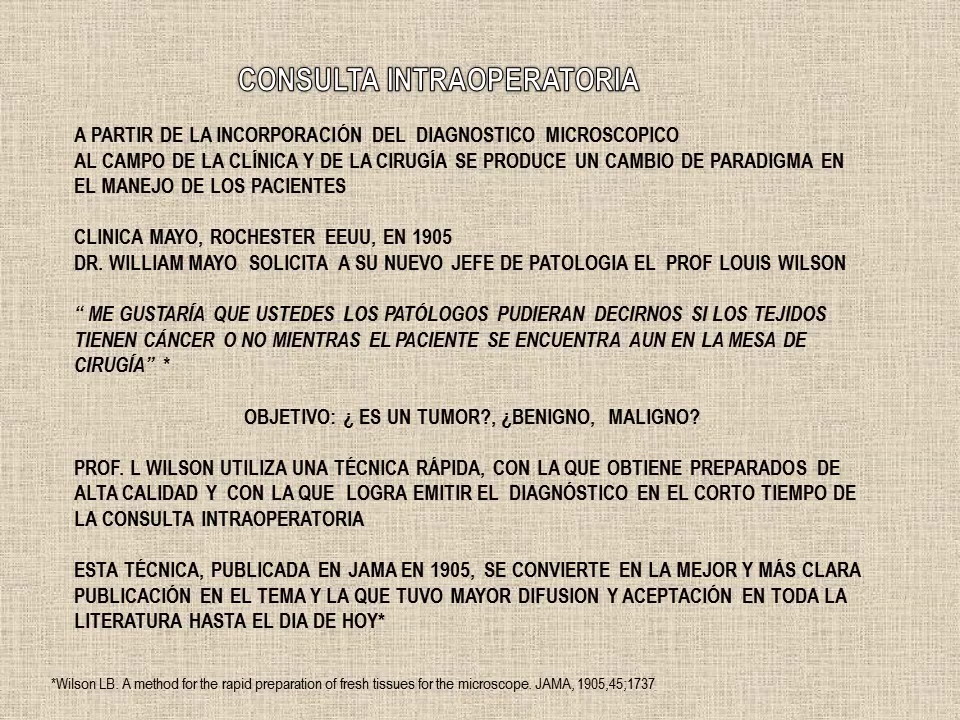 CONSULTA INTRAOPERATORIA
A PARTIR DE LA INCORPORACIÓN DEL DIAGNOSTICO MICROSCOPICO
AL CAMPO DE LA CLÍNICA Y DE LA CIRUGÍA SE PRODUCE UN CAMBIO DE PARADIGMA EN
EL MANEJO DE LOS PACIENTES
CLINICA MAYO, ROCHESTER EEUU, EN 1905
DR. WILLIAM MAYO SOLICITA A SU NUEVO JEFE DE PATOLOGIA EL PROF LOUIS WILSON
“ ME GUSTARÍA QUE USTEDES LOS PATÓLOGOS PUDIERAN DECIRNOS SI LOS TEJIDOS
TIENEN CÁNCER O NO MIENTRAS EL PACIENTE SE ENCUENTRA AUN EN LA MESA DE
CIRUGÍA” *
OBJETIVO: ¿ ES UN TUMOR?, ¿BENIGNO, MALIGNO?
PROF. L WILSON UTILIZA UNA TÉCNICA RÁPIDA, CON LA QUE OBTIENE PREPARADOS DE
ALTA CALIDAD Y CON LA QUE LOGRA EMITIR EL DIAGNÓSTICO EN EL CORTO TIEMPO DE
LA CONSULTA INTRAOPERATORIA
ESTA TÉCNICA, PUBLICADA EN JAMA EN 1905, SE CONVIERTE EN LA MEJOR Y MÁS CLARA
PUBLICACIÓN EN EL TEMA Y LA QUE TUVO MAYOR DIFUSION Y ACEPTACIÓN EN TODA LA
LITERATURA HASTA EL DIA DE HOY*
*Wilson LB. A method for the rapid preparation of fresh tissues for the microscope. JAMA, 1905,45;1737